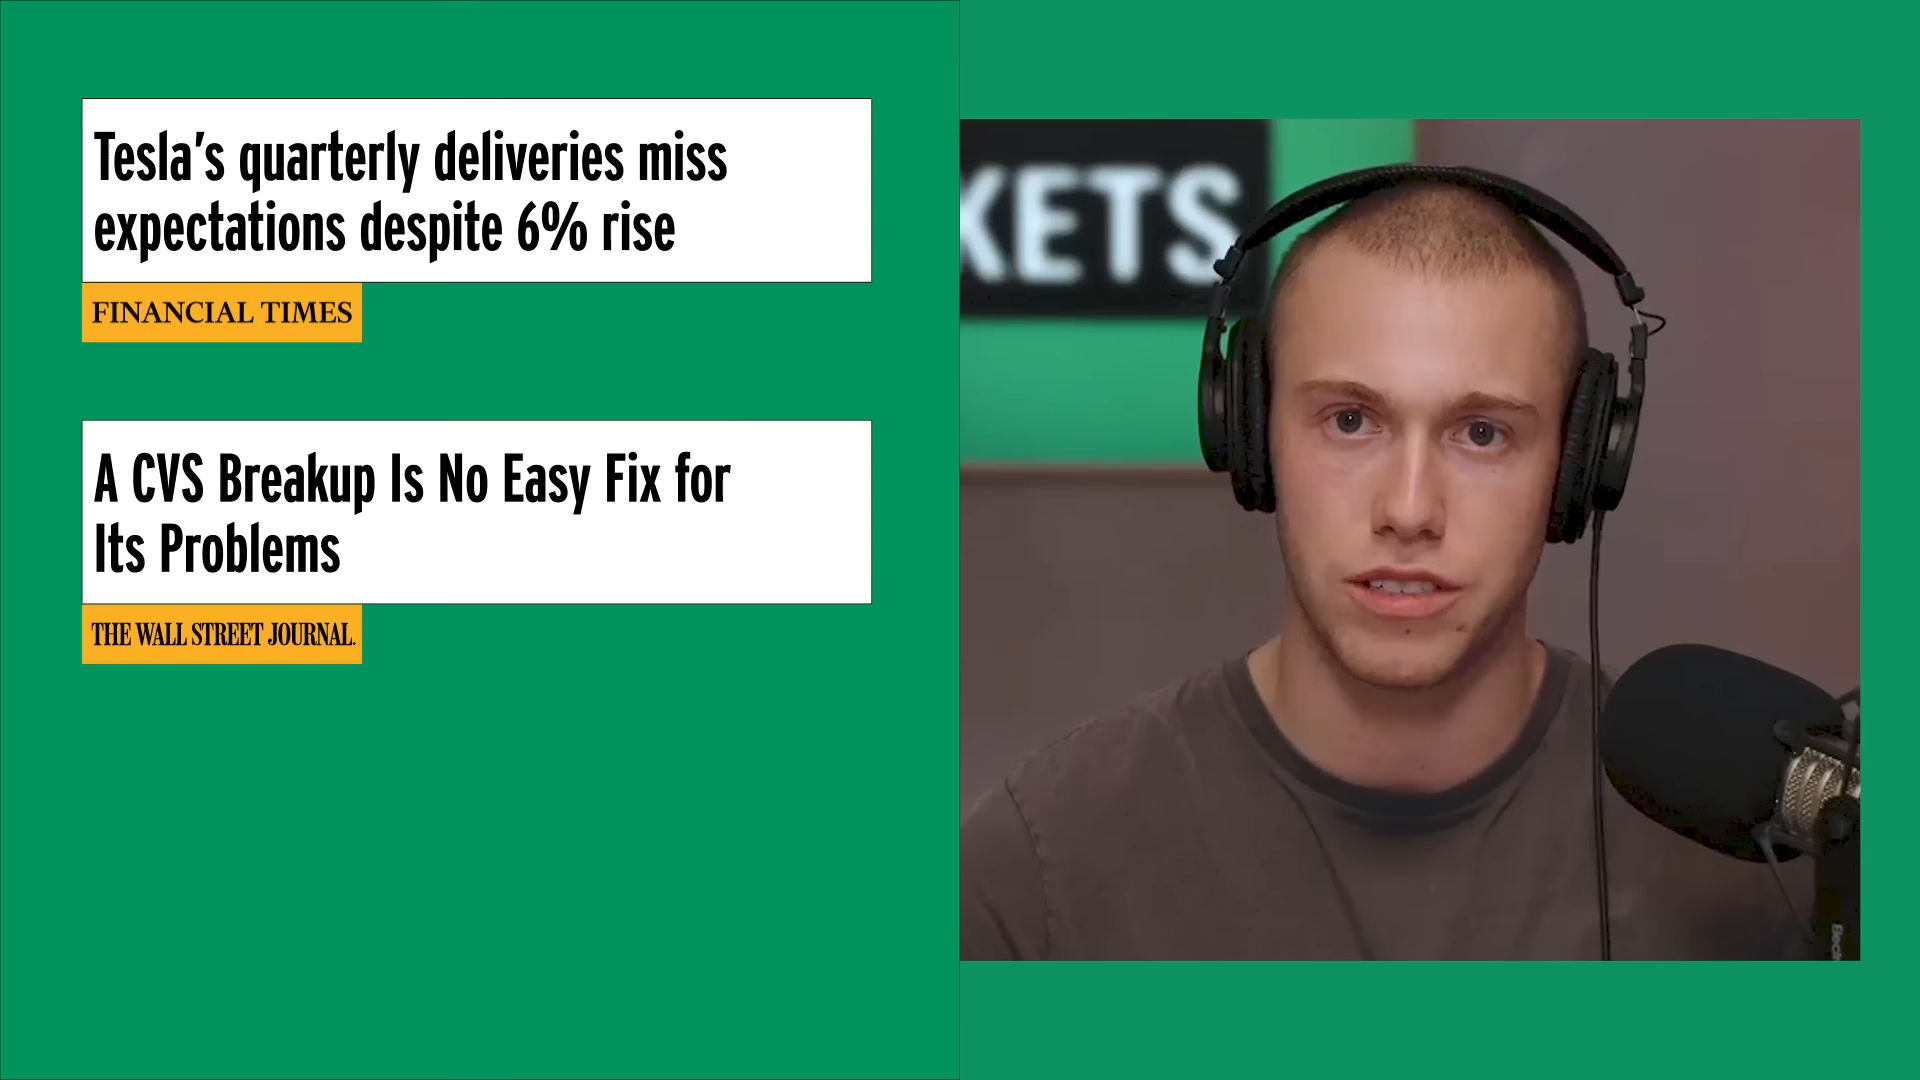 Tesla’s quarterly deliveries miss
expectations despite 6% rise
FINANCIAL TIMES
A CVS Breakup Is No Easy Fix for
Its Problems
THE WALL STREET JOURNAL.
KETS